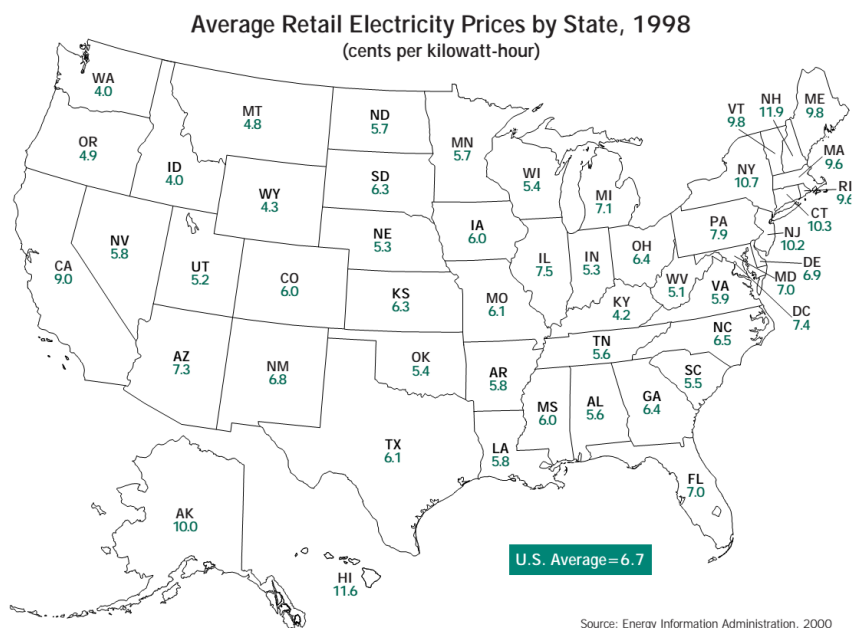 Average Retail Electricity Prices by State, 1998
(cents per kilowatt-hour)
WA
4.0
MT
4.8
ND
5.7
MN
5.7
VT
9.8
NH
11.9
ME
9.8
OR
4.9
ID
4.0
SD
6.3
WI
5.4
MI
7.1
NY
10.7
MA
9.6
RI
9.6
CT
10.3
WY
4.3
NE
5.3
IA
6.0
PA
7.9
NJ
10.2
CA
9.0
NV
5.8
UT
5.2
CO
6.0
KS
6.3
MO
6.1
IL
7.5
IN
5.3
OH
6.4
WV
5.1
VA
5.9
DE
6.9
MD
7.0
DC
7.4
KY
4.2
AZ
7.3
NM
6.8
OK
5.4
AR
5.8
TN
5.6
NC
6.5
SC
5.5
MS
6.0
AL
5.6
GA
6.4
TX
6.1
LA
5.8
FL
7.0
AK
10.0
HI
11.6
U.S. Average=6.7
Source: Energy Information Administration, 2000